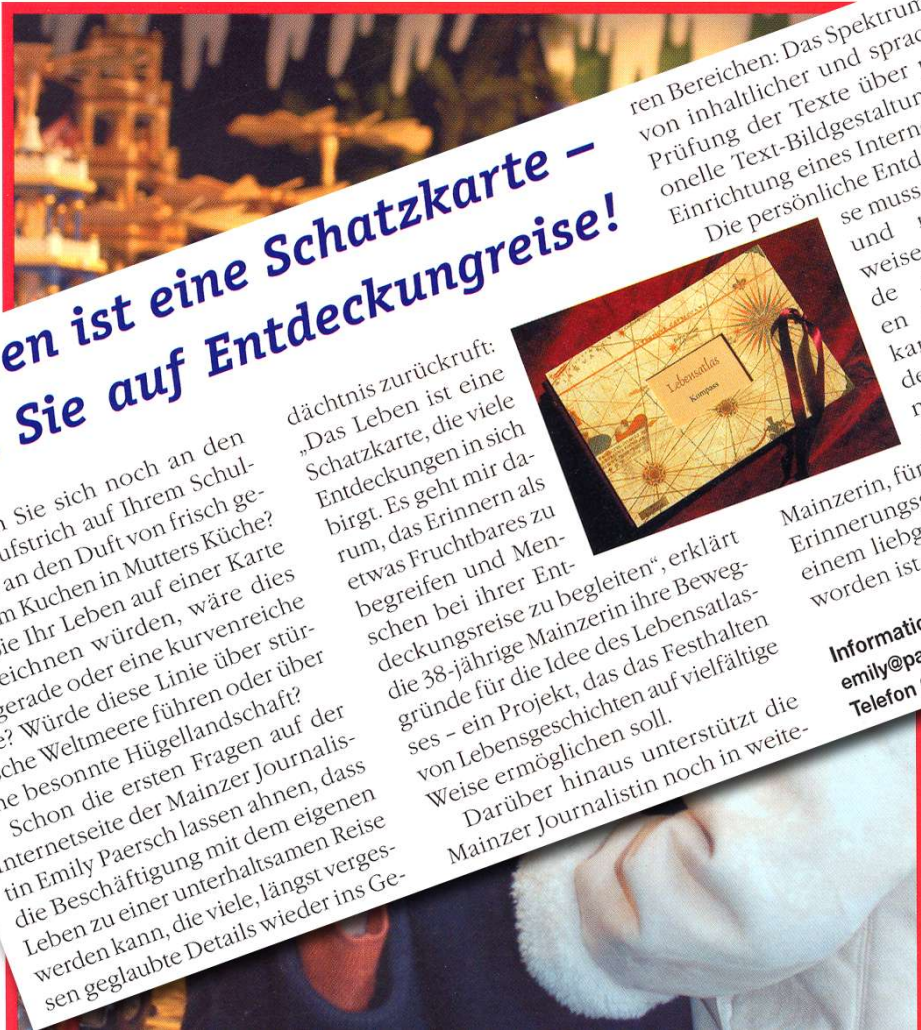 en ist eine Schatzkarte –
Sie auf Entdeckungreise!
n Sie sich noch an den
ufstrich auf Ihrem Schul-
an den Duft von frisch ge-
m Kuchen in Mutters Küche?
ie Ihr Leben auf einer Karte
eichnen würden, wäre dies
gerade oder eine kurvenreiche
e? Würde diese Linie über stür-
sche Weltmeere führen oder über
ne besonnte Hügellandschaft?
Schon die ersten Fragen auf der
nternetseite der Mainzer Journalis-
tin Emily Paersch lassen ahnen, dass
die Beschäftigung mit dem eigenen
Leben zu einer unterhaltsamen Reise
werden kann, die viele, längst verges-
sen geglaubte Details wieder ins Ge-
dächtnis zurückruft:
„Das Leben ist eine
Schatzkarte, die viele
Entdeckungen in sich
birgt. Es geht mir da-
rum, das Erinnern als
etwas Fruchtbares zu
begreifen und Men-
schen bei ihrer Ent-
deckungsreise zu begleiten“, erklärt
die 38-jährige Mainzerin ihre Beweg-
gründe für die Idee des Lebensatlas-
ses – ein Projekt, das das Festhalten
von Lebensgeschichten auf vielfältige
Weise ermöglichen soll.
Darüber hinaus unterstützt die
Mainzer Journalistin noch in weite-
ren Bereichen: Das Spektrum
von inhaltlicher und sprac
Prüfung der Texte über
onelle Text-Bildgestaltun
Einrichtung eines Intern
Die persönliche Entd
se muss
und
weise
de
en
kar
de
Lebensatlas
Kompass
Mainzerin, für
Erinnerungs
einem liebg
worden ist
Informatio
emily@pa
Telefon